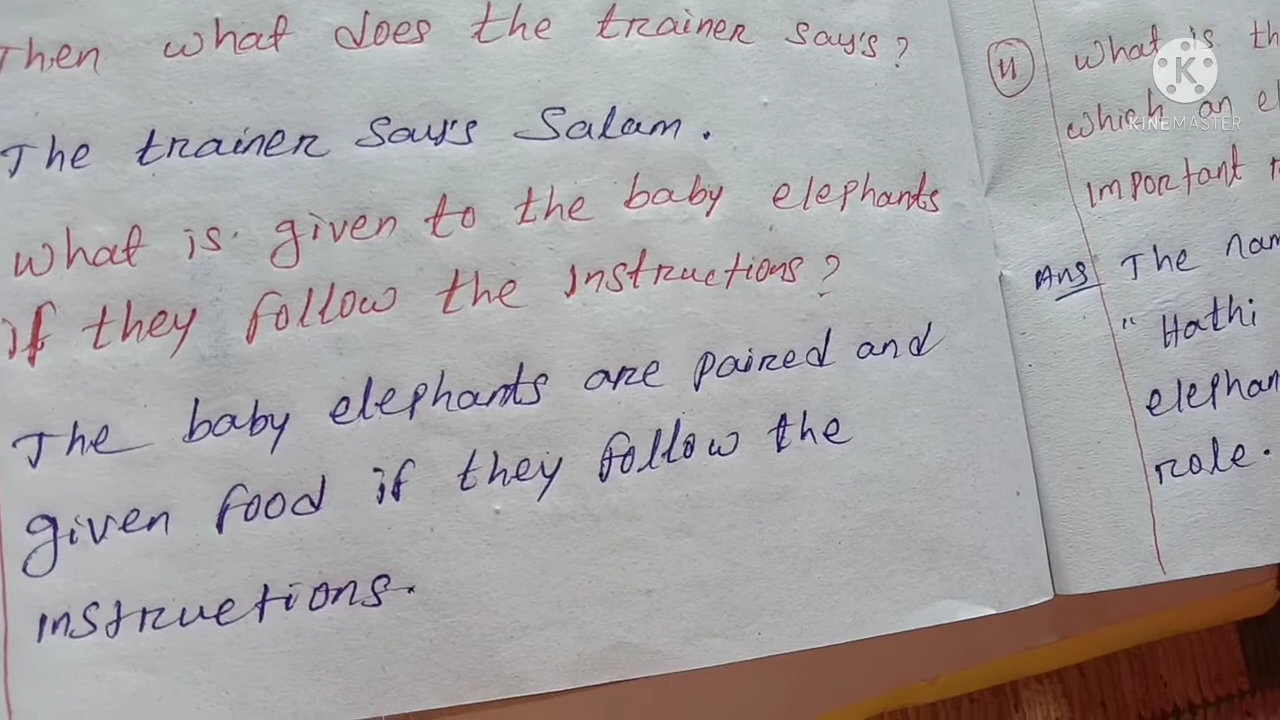 Then what does the trainer say's?
The trainer say's Salam.
What is given to the baby elephants
if they follow the instructions?
The baby elephants are paired and
given food if they follow the
instructions.
11 What is th
which an el
important
Ans The nam
" Hathi
elephan
role.
K
KINEMASTER